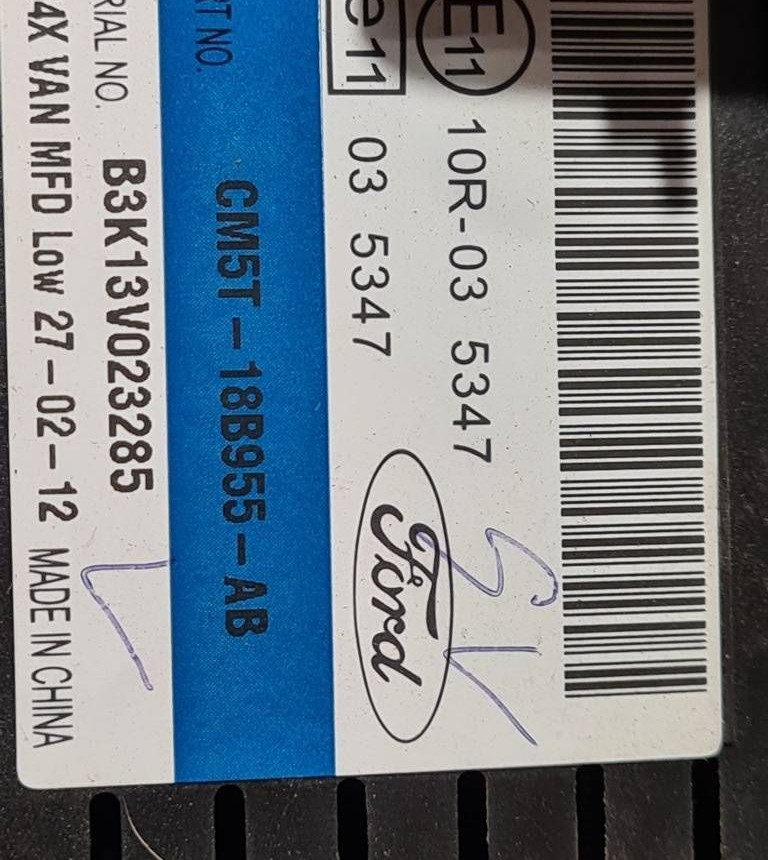 E11 10R-03 5347
e11 03 5347
Ford
RT NO. CM5T-18B955-AB
RIAL NO. B3K13V023285
4X VAN MFD Low 27-02-12 MADE IN CHINA